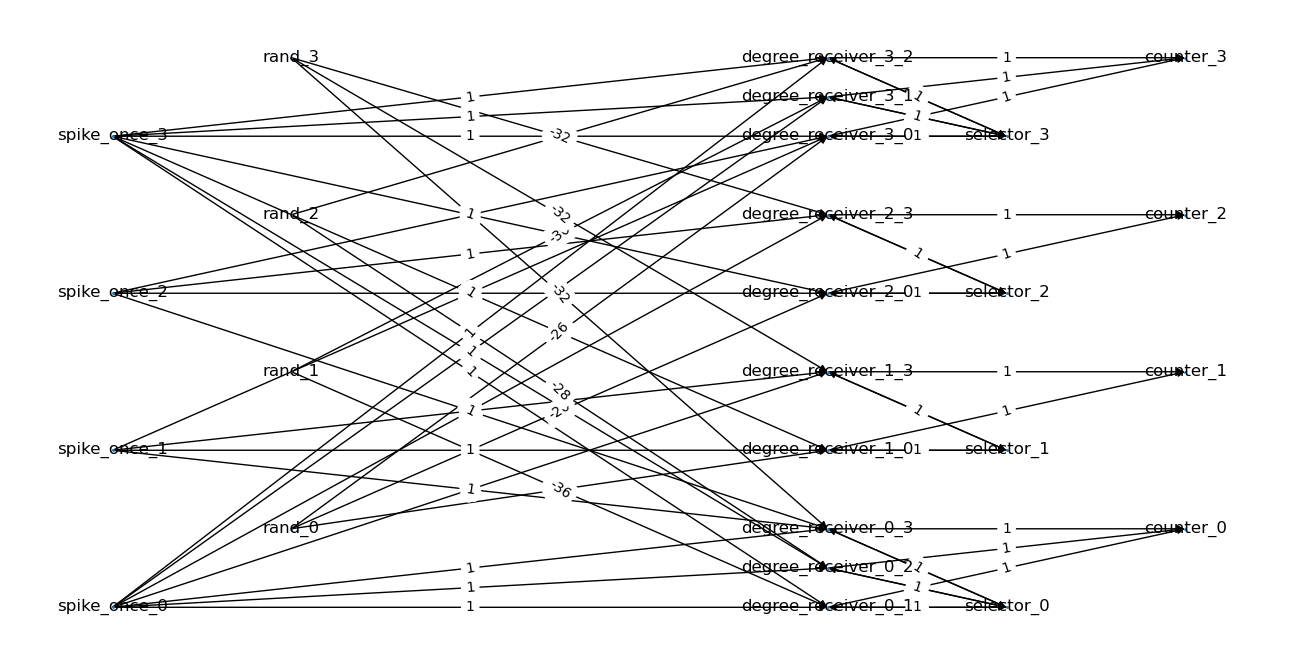 rand_3
degree_receiver_3_2
1
counter_3
1
degree_receiver_3_1
1
1
1
1
1
spike_once_3
1
-32
degree_receiver_3_0
1
selector_3
rand_2
1
-32
degree_receiver_2_3
1
counter_2
1
1
1
spike_once_2
1
-32
degree_receiver_2_0
1
selector_2
1
-26
1
rand_1
1
degree_receiver_1_3
1
counter_1
-28
1
1
1
spike_once_1
1
degree_receiver_1_0
1
selector_1
1
-36
rand_0
degree_receiver_0_3
1
counter_0
1
1
degree_receiver_0_2
1
1
1
1
spike_once_0
1
degree_receiver_0_1
1
selector_0